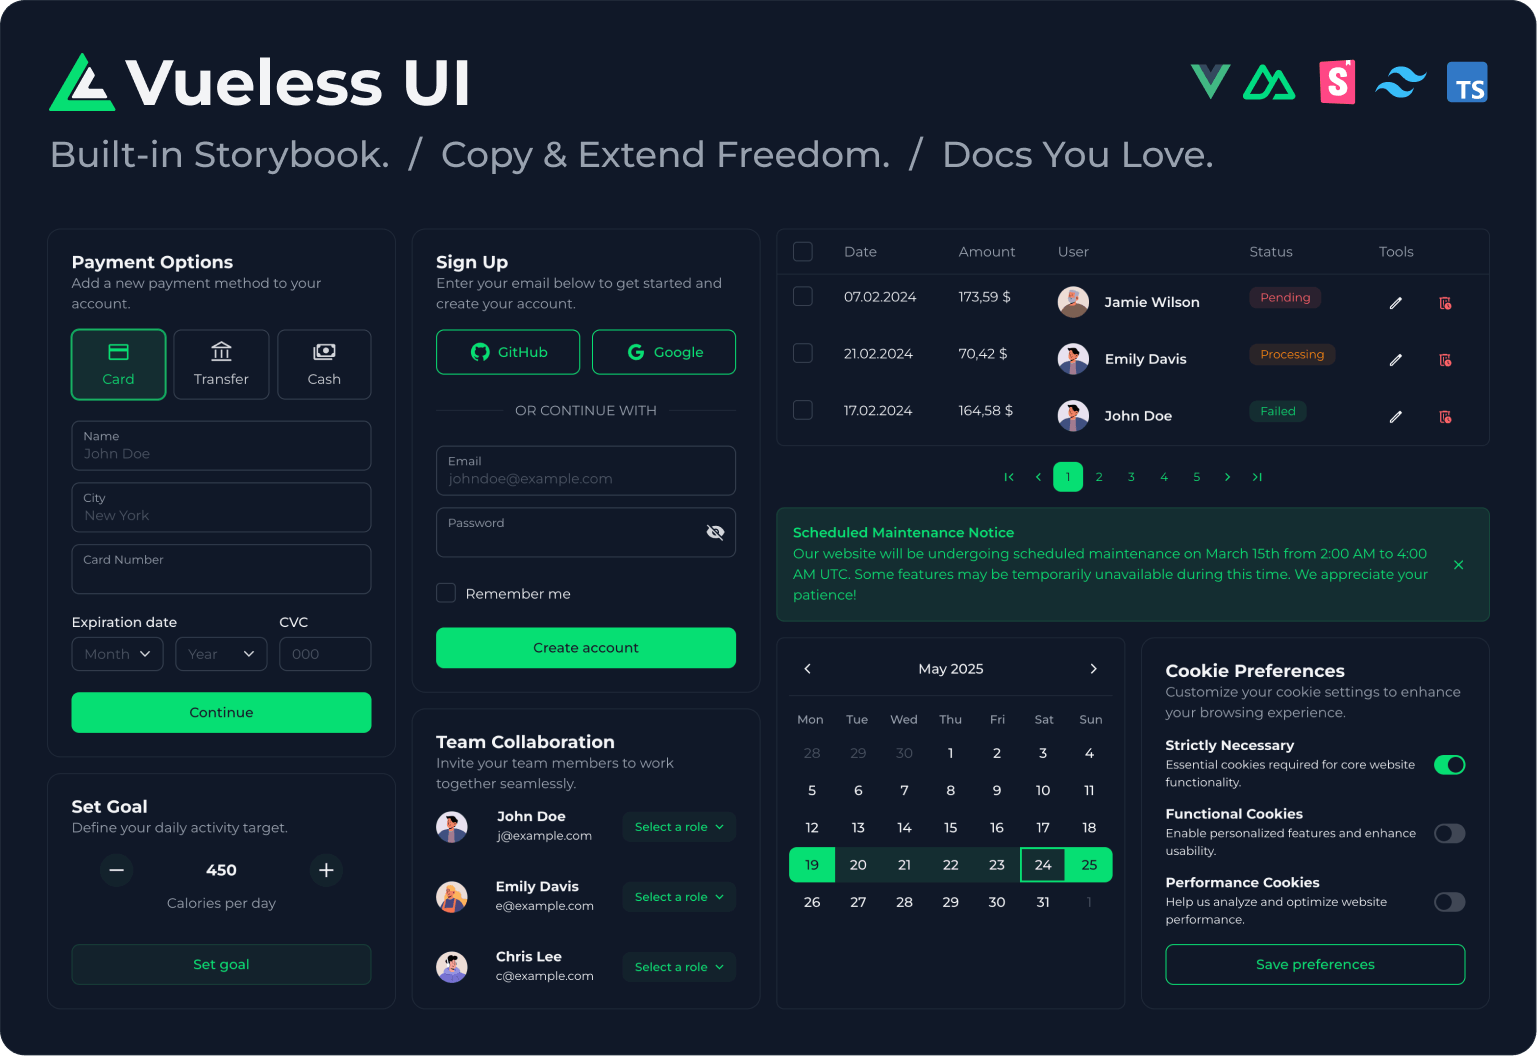 Vueless UI
TS
Built-in Storybook. / Copy & Extend Freedom. / Docs You Love.
Payment Options
Add a new payment method to your
account.
Card
Transfer
Cash
Name
John Doe
City
New York
Card Number
Expiration date
CVC
Month
Year
000
Continue
Set Goal
Define your daily activity target.
450
Calories per day
Set goal
Sign Up
Enter your email below to get started and
create your account.
GitHub
Google
OR CONTINUE WITH
Email
johndoe@example.com
Password
Remember me
Create account
Team Collaboration
Invite your team members to work
together seamlessly.
John Doe
j@example.com
Select a role
Emily Davis
e@example.com
Select a role
Chris Lee
c@example.com
Select a role
Date Amount User Status Tools
07.02.2024 173,59 $ Jamie Wilson Pending
21.02.2024 70,42 $ Emily Davis Processing
17.02.2024 164,58 $ John Doe Failed
1 2 3 4 5
Scheduled Maintenance Notice
Our website will be undergoing scheduled maintenance on March 15th from 2:00 AM to 4:00
AM UTC. Some features may be temporarily unavailable during this time. We appreciate your
patience!
May 2025
Mon Tue Wed Thu Fri Sat Sun
28 29 30 1 2 3 4
5 6 7 8 9 10 11
12 13 14 15 16 17 18
19 20 21 22 23 24 25
26 27 28 29 30 31 1
Cookie Preferences
Customize your cookie settings to enhance
your browsing experience.
Strictly Necessary
Essential cookies required for core website
functionality.
Functional Cookies
Enable personalized features and enhance
usability.
Performance Cookies
Help us analyze and optimize website
performance.
Save preferences